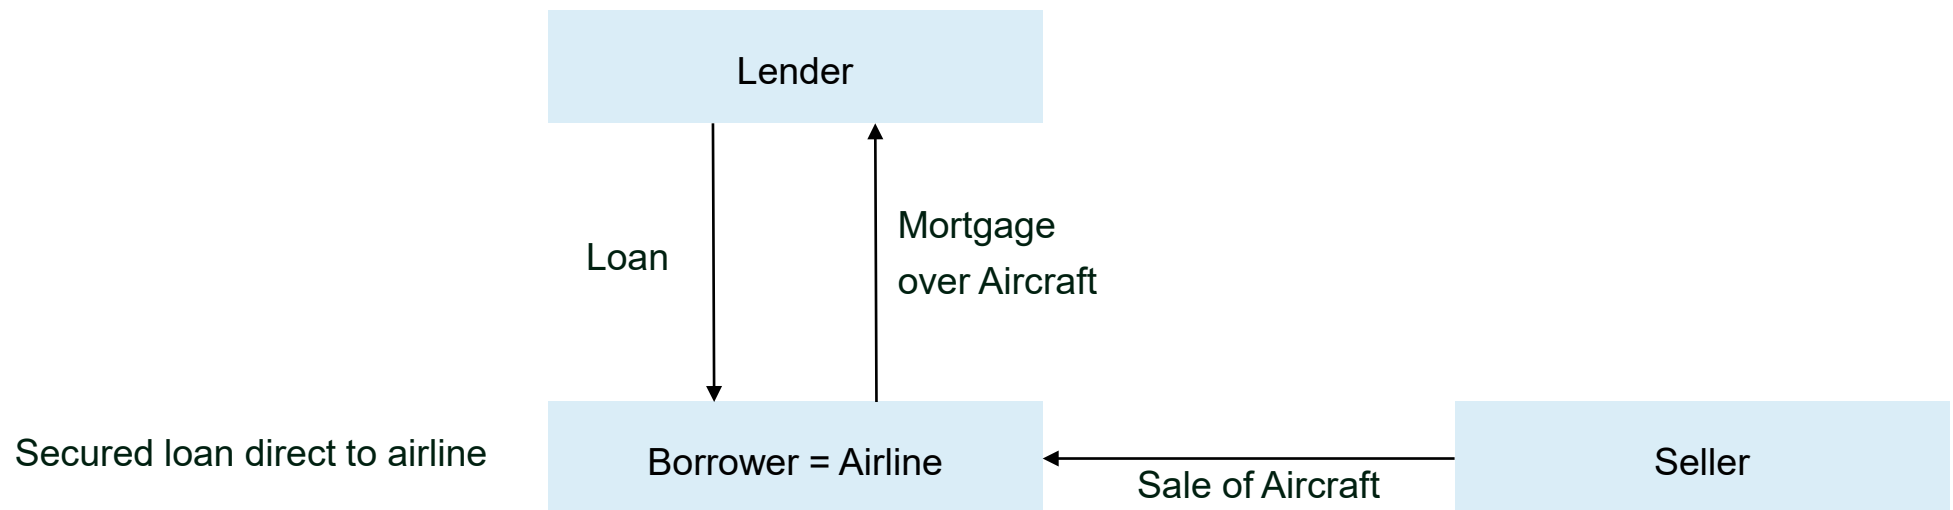 Lender
Loan
Mortgage
over Aircraft
Secured loan direct to airline
Borrower = Airline
Sale of Aircraft
Seller